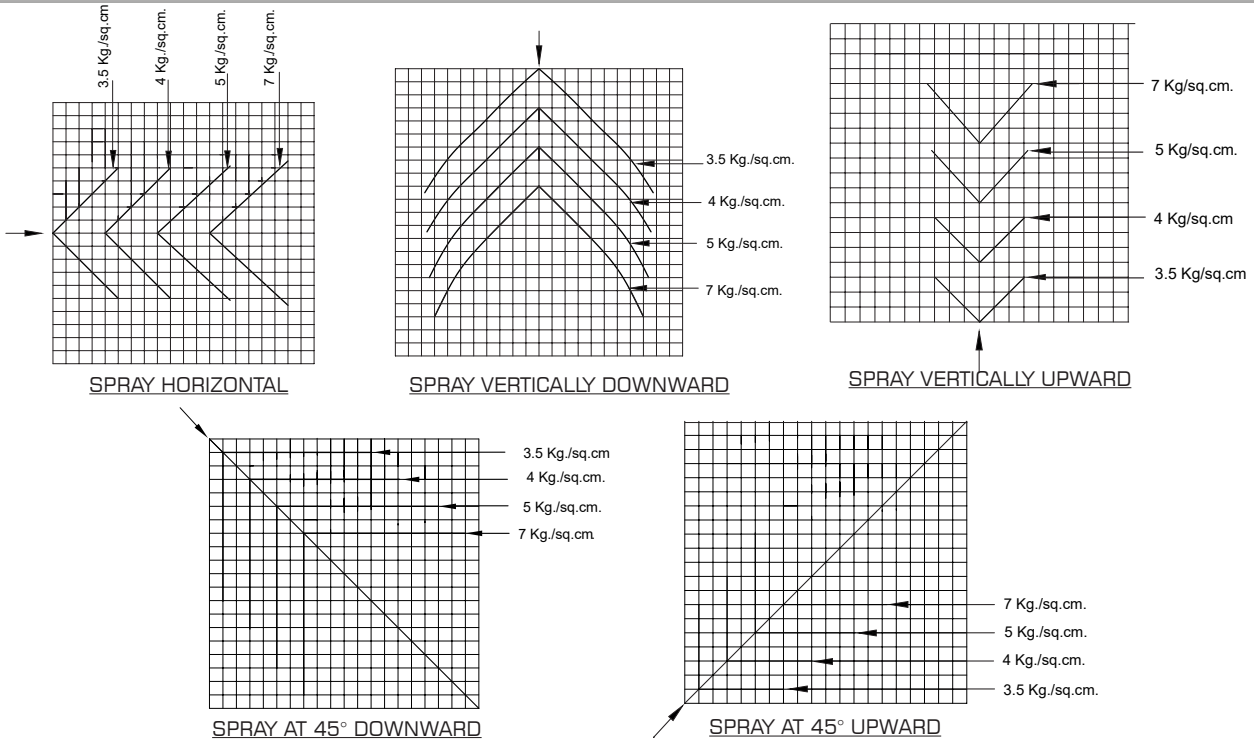 3.5 Kg./sq.cm
4 Kg./sq.cm.
5 Kg./sq.cm.
7 Kg./sq.cm.
SPRAY HORIZONTAL
3.5 Kg./sq.cm.
4 Kg./sq.cm.
5 Kg./sq.cm.
7 Kg./sq.cm.
SPRAY VERTICALLY DOWNWARD
7 Kg/sq.cm.
5 Kg/sq.cm.
4 Kg/sq.cm
3.5 Kg/sq.cm
SPRAY VERTICALLY UPWARD
3.5 Kg./sq.cm
4 Kg./sq.cm.
5 Kg./sq.cm.
7 Kg./sq.cm.
SPRAY AT 45° DOWNWARD
7 Kg./sq.cm.
5 Kg./sq.cm.
4 Kg./sq.cm.
3.5 Kg./sq.cm.
SPRAY AT 45° UPWARD